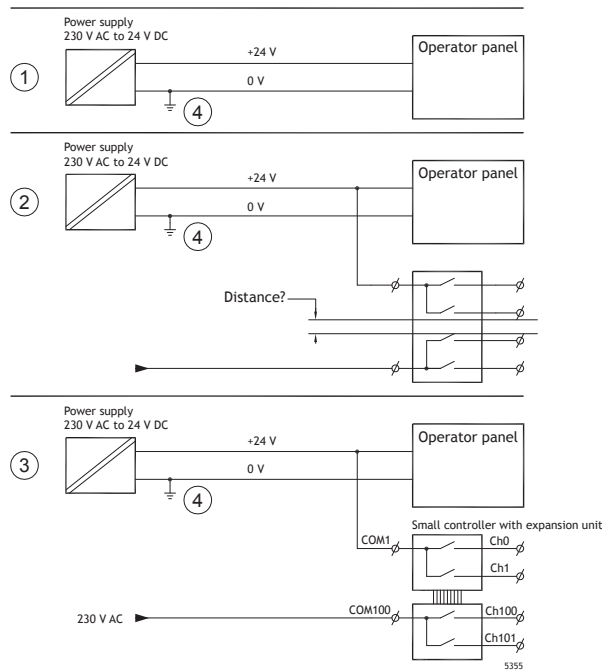 Power supply
230 V AC to 24 V DC
+24 V
Operator panel
1
0 V
4
Power supply
230 V AC to 24 V DC
+24 V
Operator panel
2
0 V
4
Distance?
Power supply
230 V AC to 24 V DC
+24 V
Operator panel
3
0 V
4
Small controller with expansion unit
COM1
Ch0
Ch1
230 V AC
COM100
Ch100
Ch101
5355